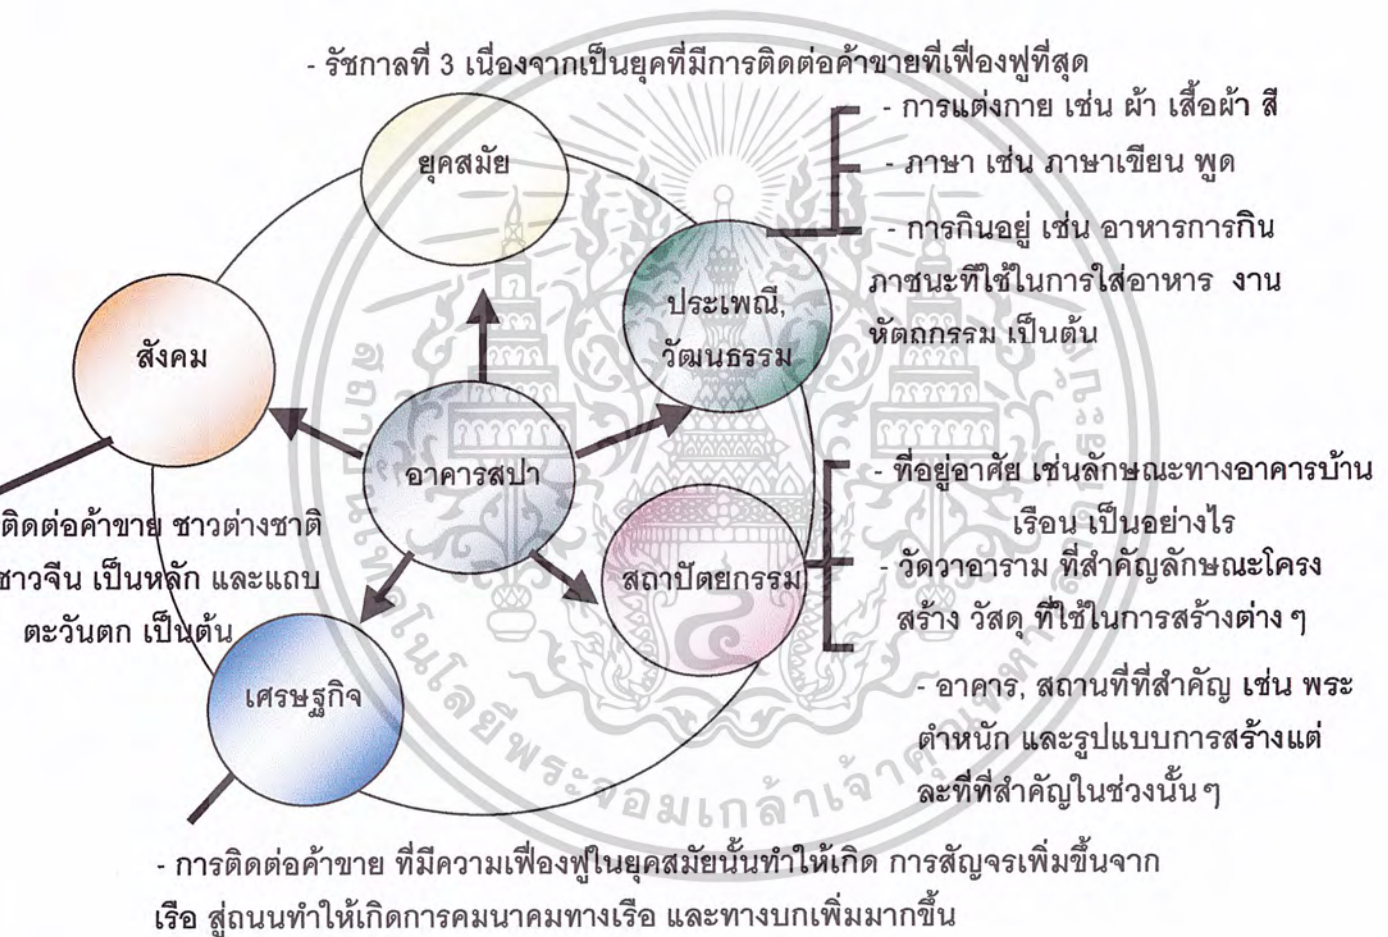 - รัชกาลที่ 3 เนื่องจากเป็นยุคที่มีการติดต่อค้าขายที่เฟื่องฟูที่สุด
ยุคสมัย
- การแต่งกาย เช่น ผ้า เสื้อผ้า สี
- ภาษา เช่น ภาษาเขียน พูด
- การกินอยู่ เช่น อาหารการกิน
ภาชนะที่ใช้ในการใส่อาหาร งาน
หัตถกรรม เป็นต้น
ประเพณี,
วัฒนธรรม
สังคม
อาคารสปา
ติดต่อค้าขาย ชาวต่างชาติ
ชาวจีน เป็นหลัก และแถบ
ตะวันตก เป็นต้น
สถาปัตยกรรม
- ที่อยู่อาศัย เช่นลักษณะทางอาคารบ้าน
เรือน เป็นอย่างไร
- วัดวาอาราม ที่สำคัญลักษณะโครง
สร้าง วัสดุ ที่ใช้ในการสร้างต่าง ๆ
- อาคาร, สถานที่ที่สำคัญ เช่น พระ
ตำหนัก และรูปแบบการสร้างแต่
ละที่ที่สำคัญในช่วงนั้น ๆ
เศรษฐกิจ
- การติดต่อค้าขาย ที่มีความเฟื่องฟูในยุคสมัยนั้นทำให้เกิด การสัญจรเพิ่มขึ้นจาก
เรือ สู่ถนนทำให้เกิดการคมนาคมทางเรือ และทางบกเพิ่มมากขึ้น